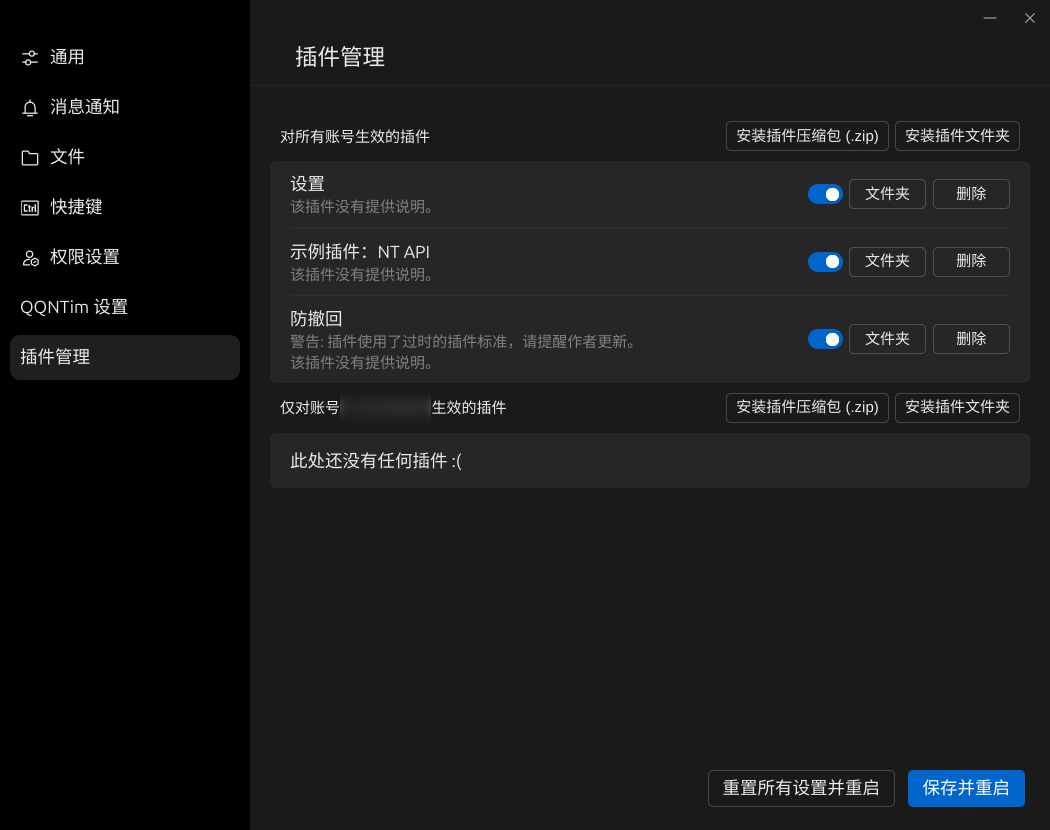 通用
消息通知
文件
Ctrl
快捷键
权限设置
QQNTim 设置
插件管理
插件管理
对所有账号生效的插件
安装插件压缩包 (.zip)
安装插件文件夹
设置
该插件没有提供说明。
文件夹
删除
示例插件：NT API
该插件没有提供说明。
文件夹
删除
防撤回
警告: 插件使用了过时的插件标准，请提醒作者更新。
该插件没有提供说明。
文件夹
删除
仅对账号 生效的插件
安装插件压缩包 (.zip)
安装插件文件夹
此处还没有任何插件 :(
重置所有设置并重启
保存并重启